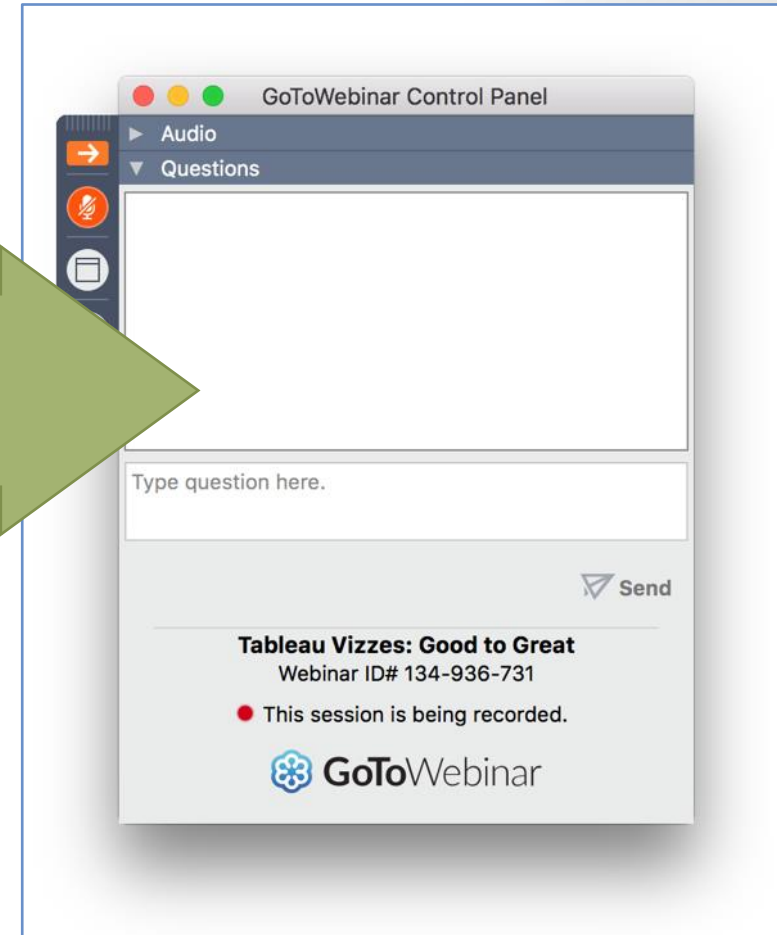 GoToWebinar Control Panel
Audio
Questions
Type question here.
Send
Tableau Vizzes: Good to Great
Webinar ID# 134-936-731
This session is being recorded.
GoToWebinar